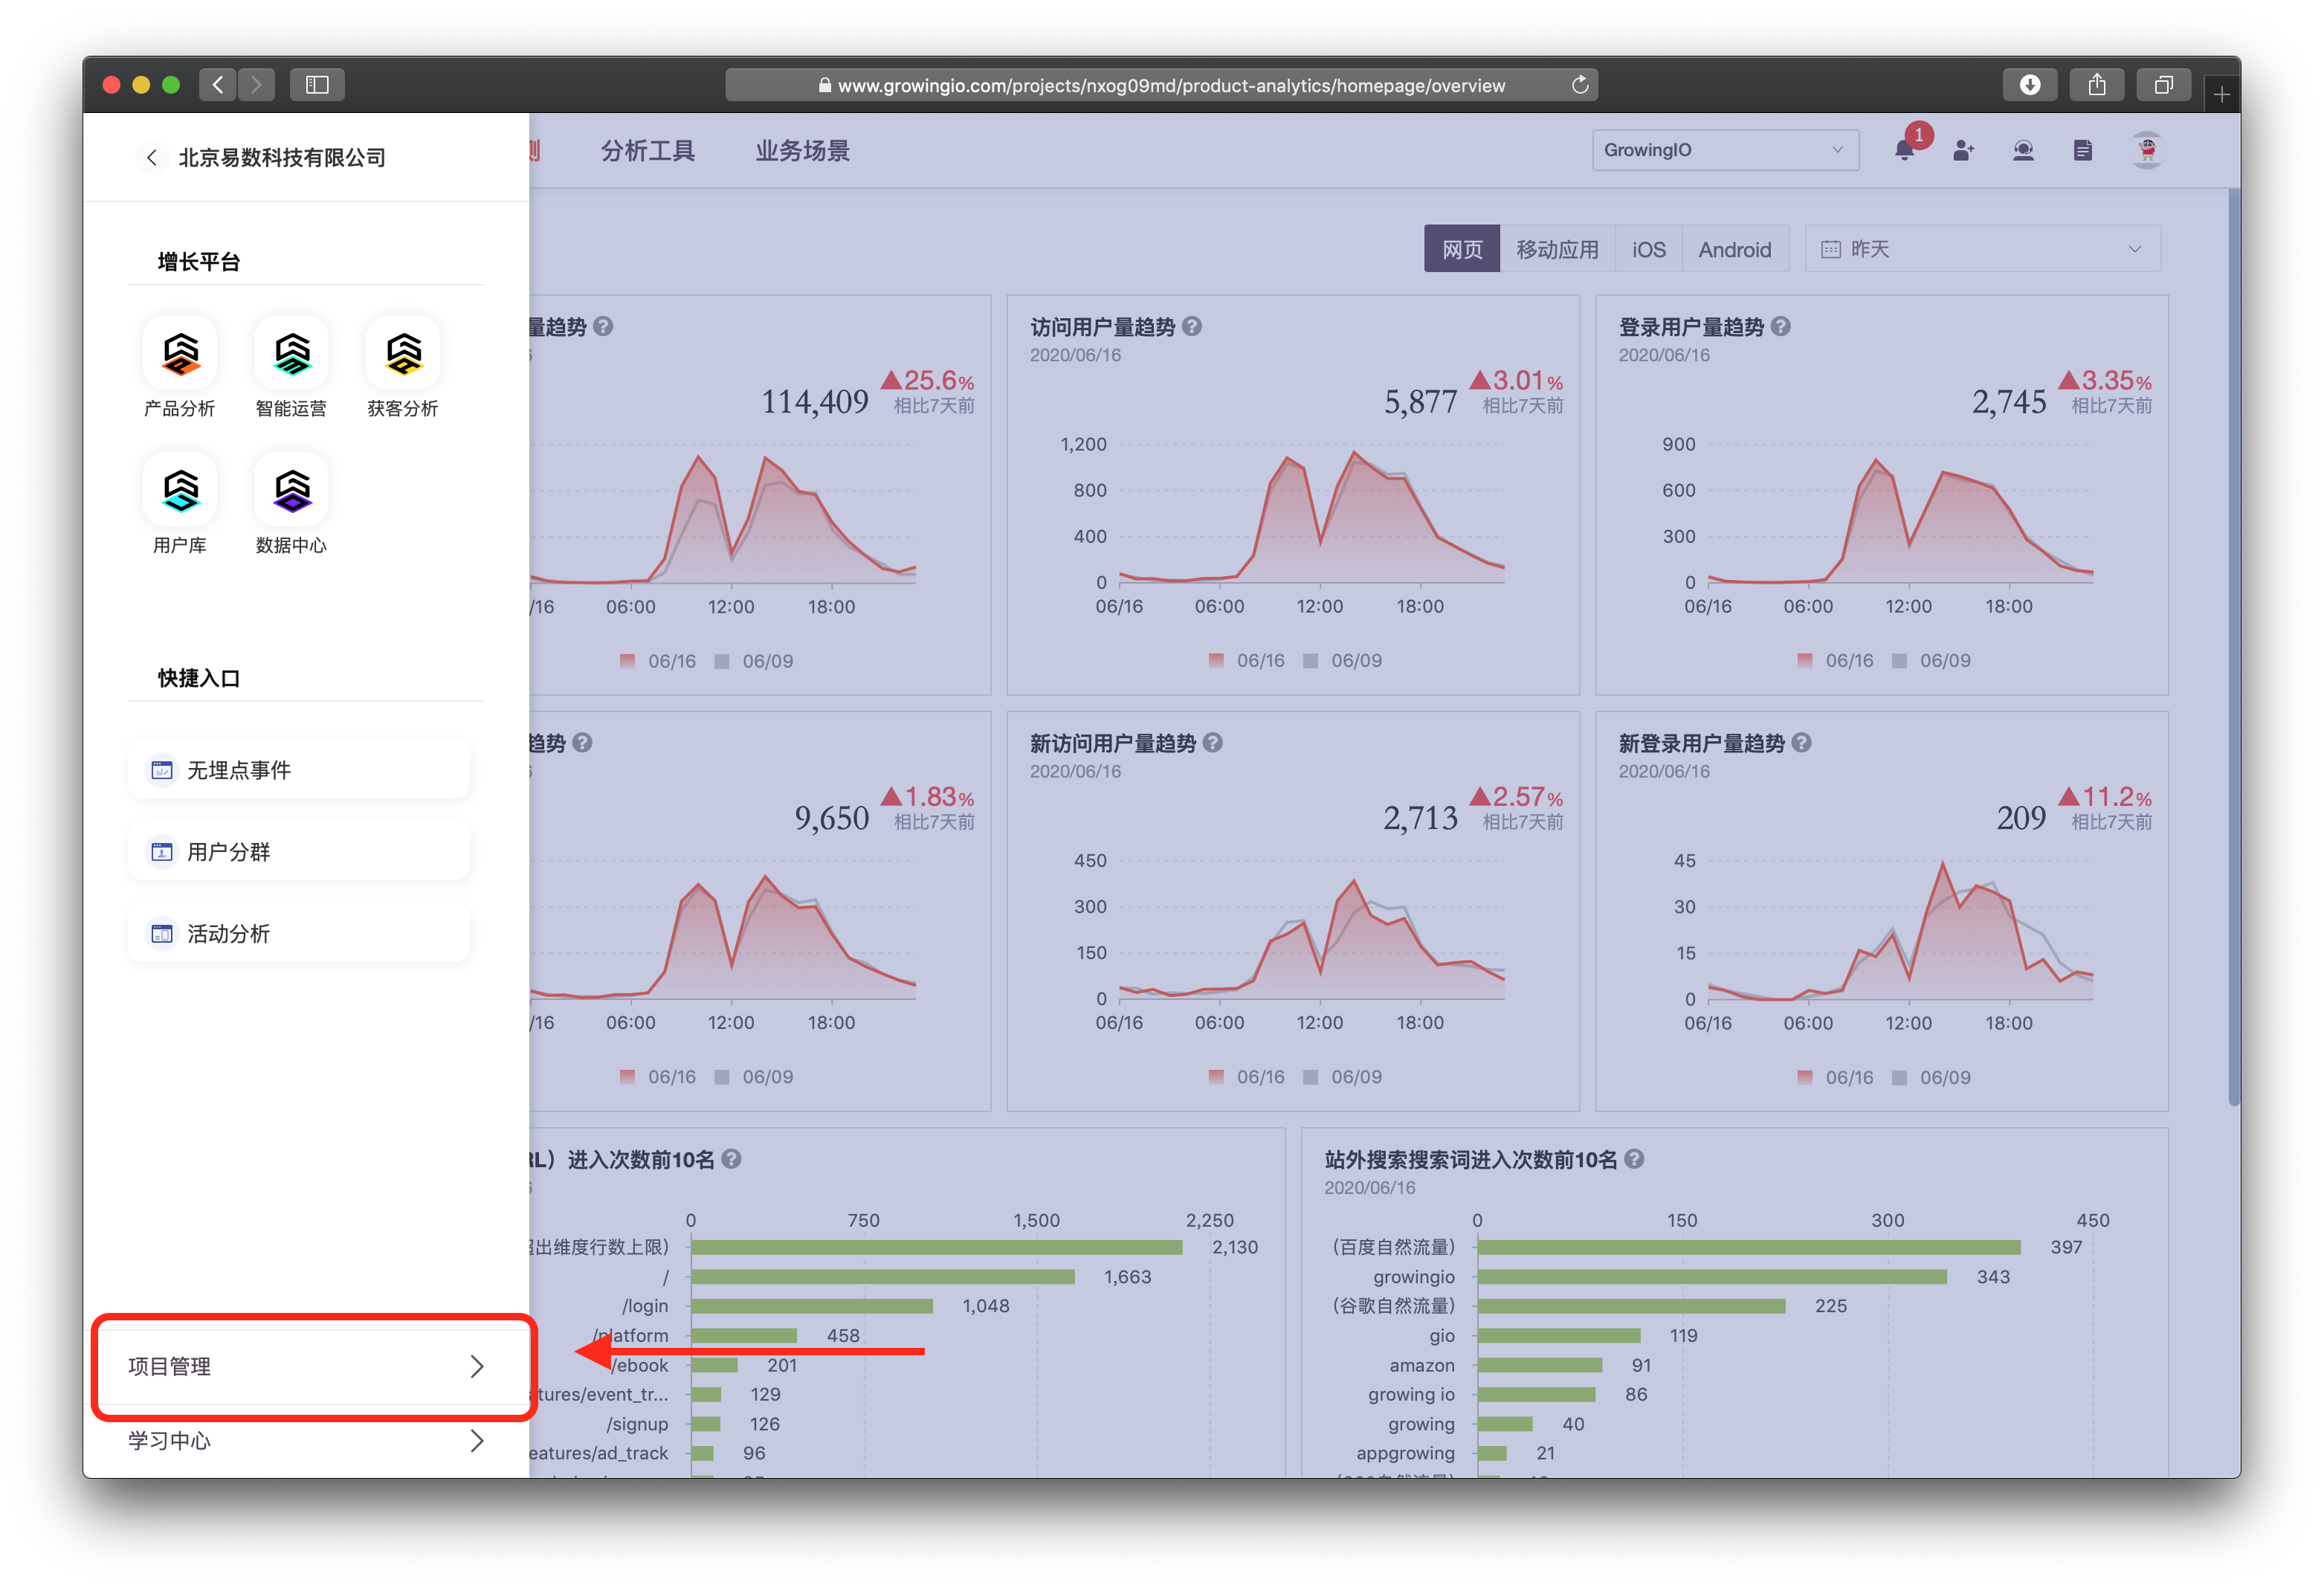 www.growingio.com/projects/nxog09md/product-analytics/homepage/overview
北京易数科技有限公司
分析工具
业务场景
GrowingIO
1
增长平台
产品分析
智能运营
获客分析
用户库
数据中心
快捷入口
无埋点事件
用户分群
活动分析
项目管理
学习中心
网页
移动应用
iOS
Android
昨天
量趋势
114,409
25.6%
相比7天前
/16
06:00
12:00
18:00
06/16
06/09
访问用户量趋势
2020/06/16
5,877
3.01%
相比7天前
1,200
800
400
0
06/16
06:00
12:00
18:00
06/16
06/09
登录用户量趋势
2020/06/16
2,745
3.35%
相比7天前
900
600
300
0
06/16
06:00
12:00
18:00
06/16
06/09
趋势
9,650
1.83%
相比7天前
/16
06:00
12:00
18:00
06/16
06/09
新访问用户量趋势
2020/06/16
2,713
2.57%
相比7天前
450
300
150
0
06/16
06:00
12:00
18:00
06/16
06/09
新登录用户量趋势
2020/06/16
209
11.2%
相比7天前
45
30
15
0
06/16
06:00
12:00
18:00
06/16
06/09
RL）进入次数前10名
0
750
1,500
2,250
出维度行数上限）
2,130
/
1,663
/login
1,048
/platform
458
/ebook
201
atures/event_tr...
129
/signup
126
eatures/ad_track
96
站外搜索搜索词进入次数前10名
2020/06/16
0
150
300
450
（百度自然流量）
397
growingio
343
（谷歌自然流量）
225
gio
119
amazon
91
growing io
86
growing
40
appgrowing
21